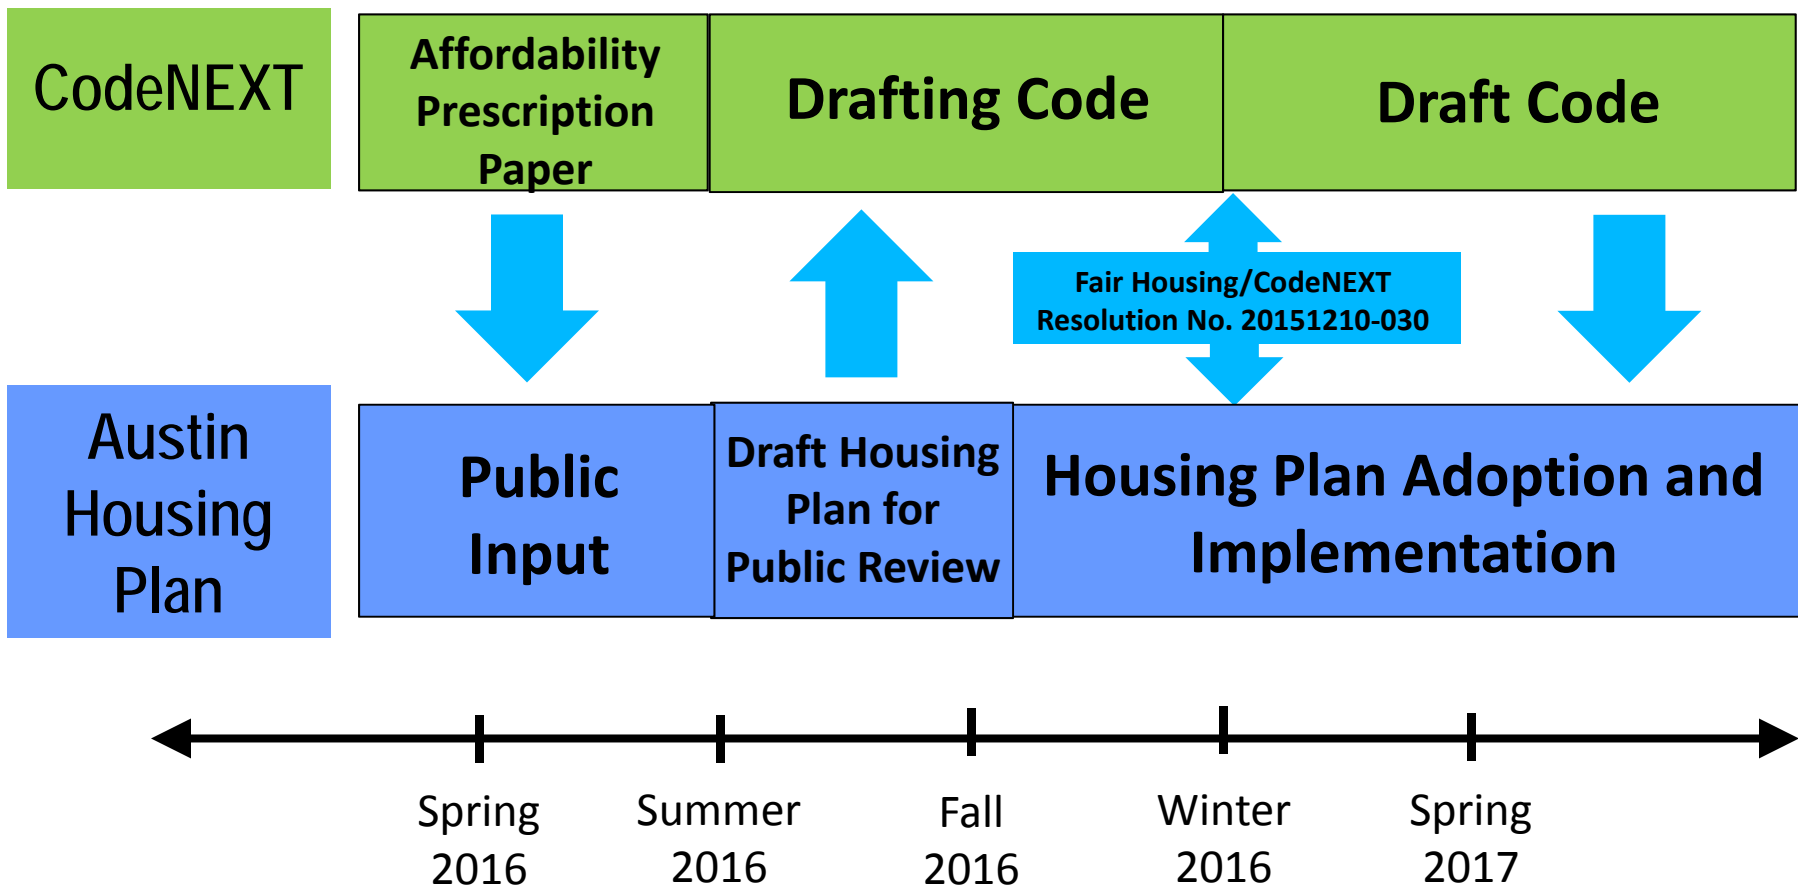 CodeNEXT
Affordability
Prescription
Paper
Drafting Code
Draft Code
Fair Housing/CodeNEXT
Resolution No. 20151210-030
Austin
Housing
Plan
Public
Input
Draft Housing
Plan for
Public Review
Housing Plan Adoption and
Implementation
Spring
2016
Summer
2016
Fall
2016
Winter
2016
Spring
2017